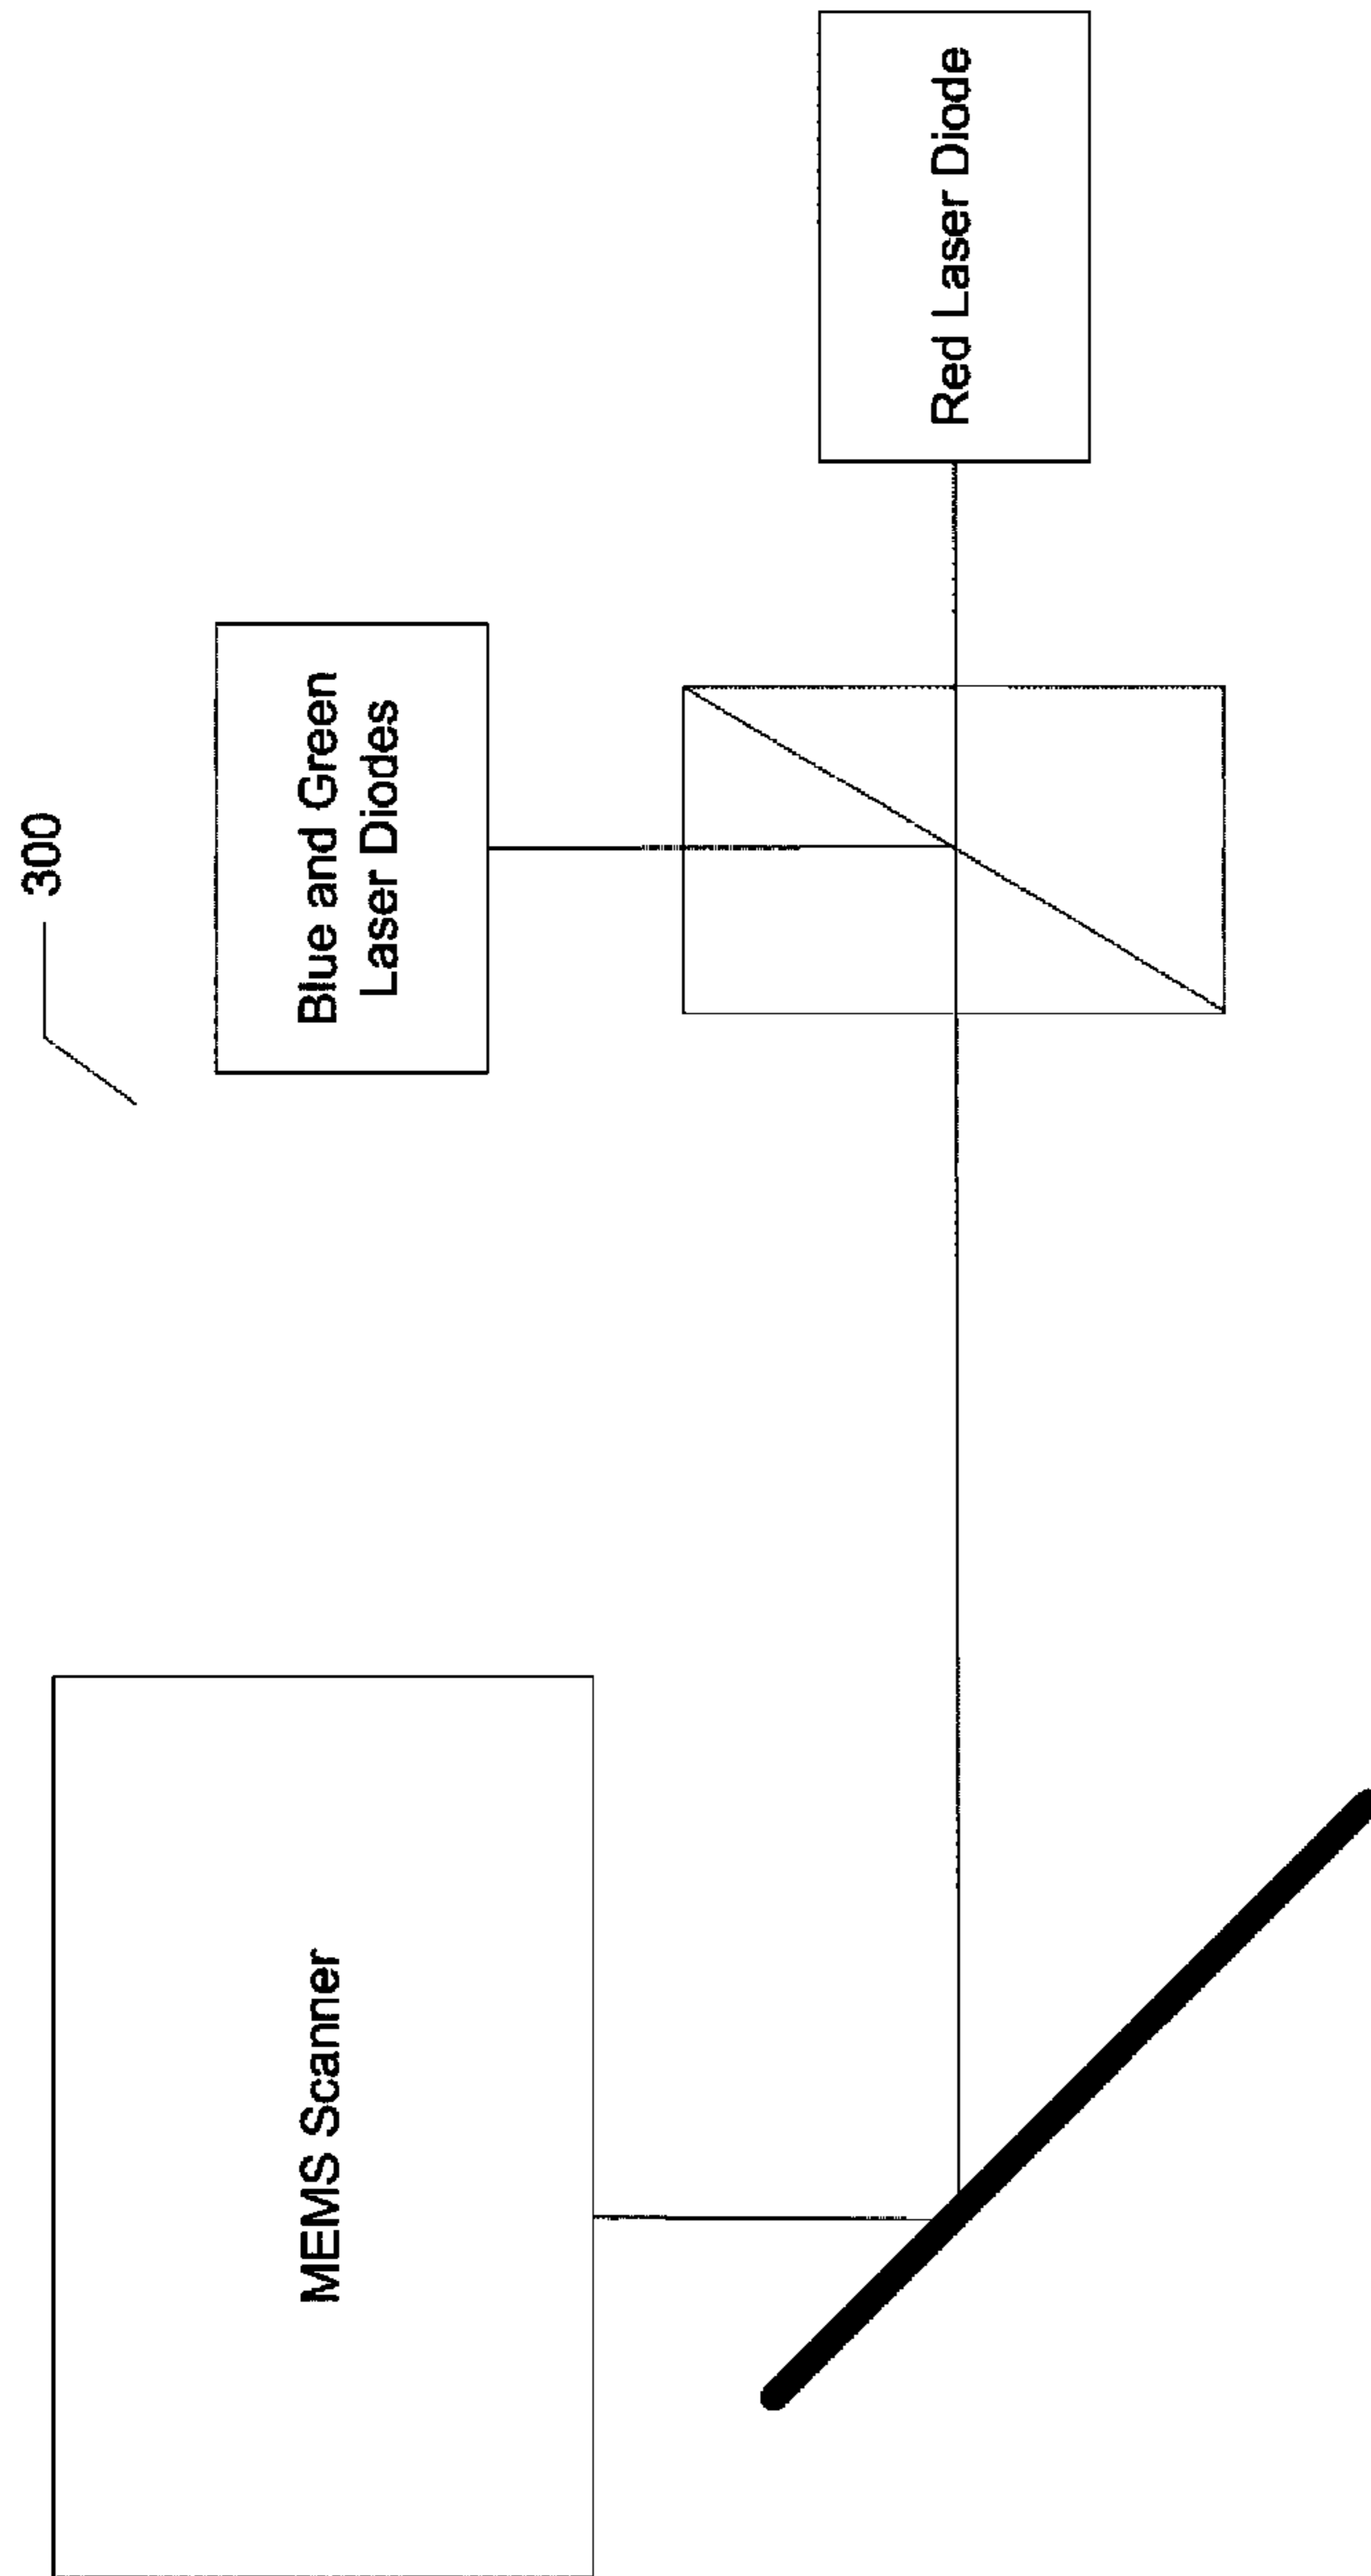 300
Blue and Green
Laser Diodes
Red Laser Diode
MEMS Scanner